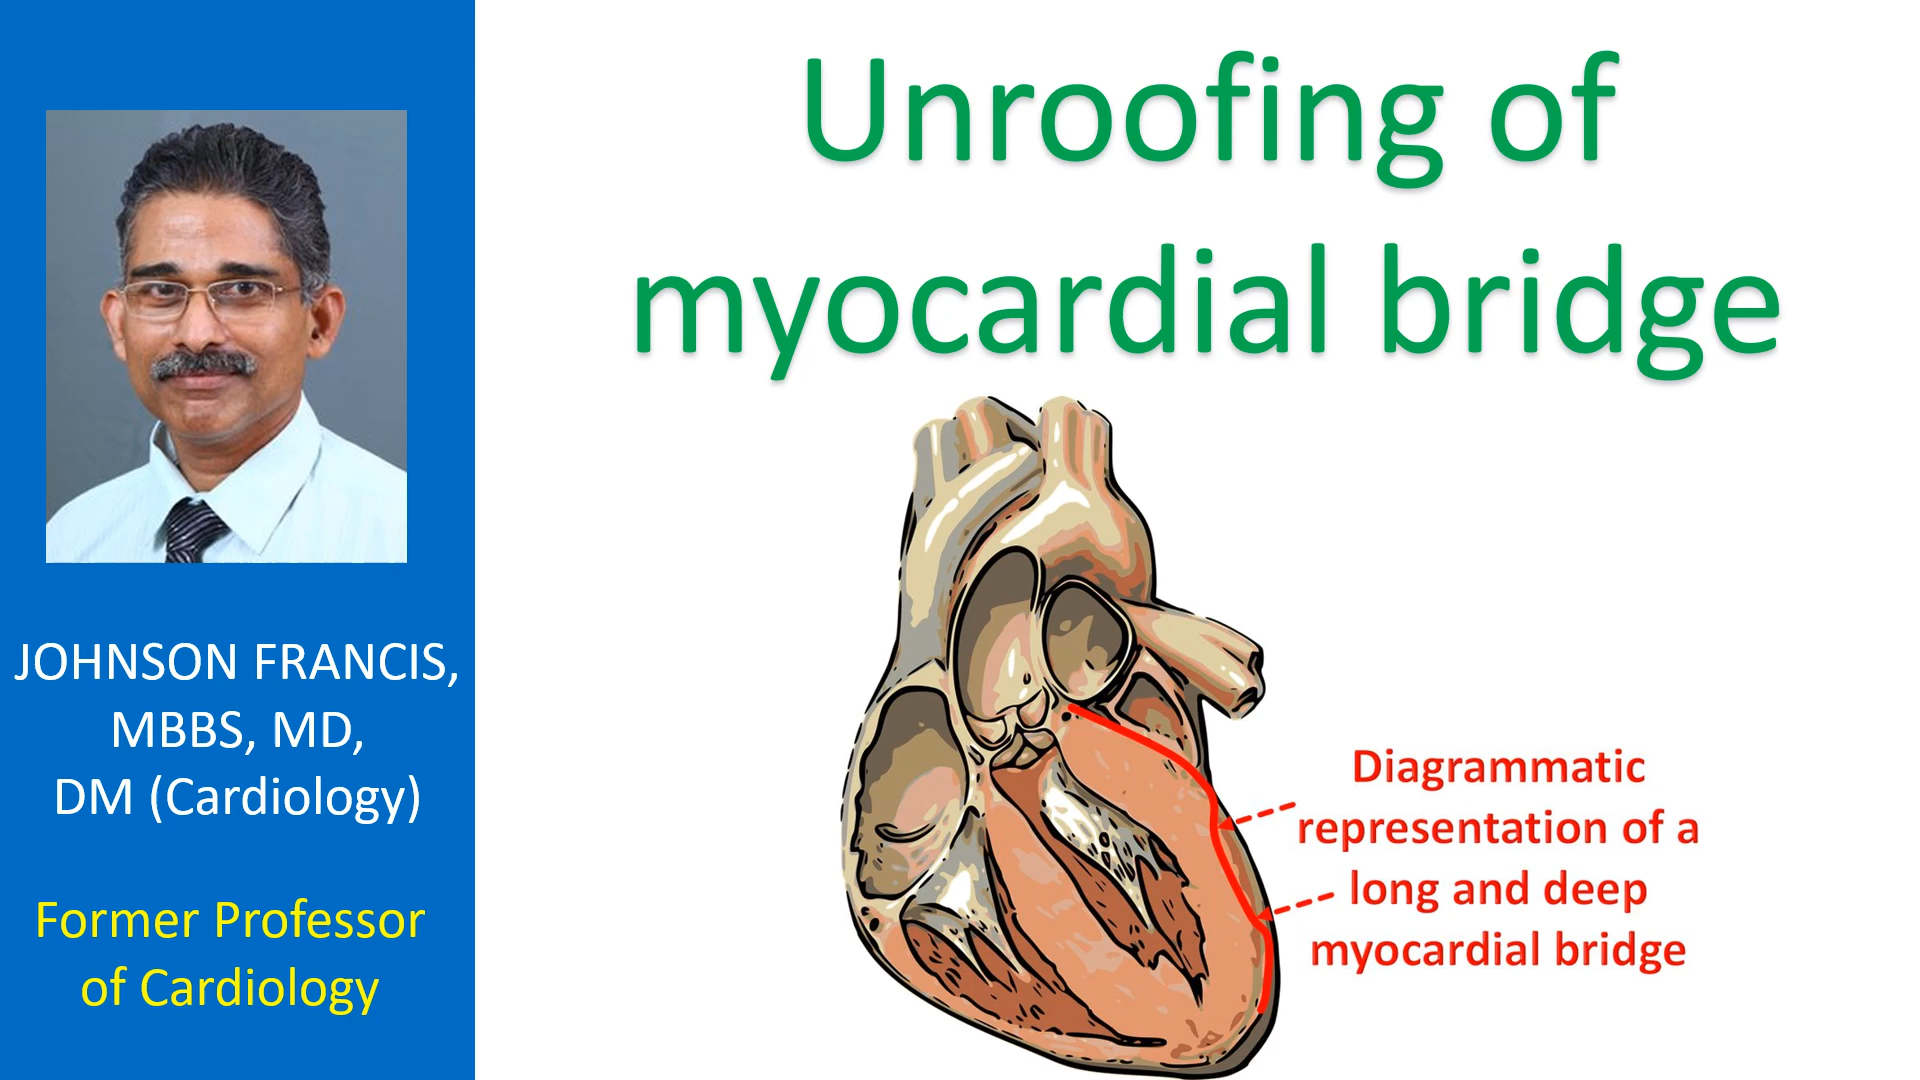 Unroofing of
myocardial bridge
JOHNSON FRANCIS,
MBBS, MD,
DM (Cardiology)
Former Professor
of Cardiology
Diagrammatic
representation of a
long and deep
myocardial bridge